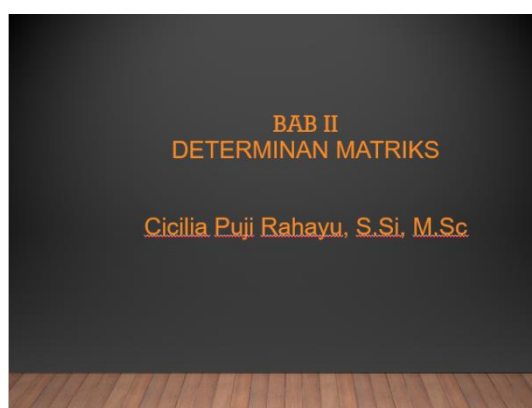 BAB II
DETERMINAN MATRIKS
Cicilia Puji Rahayu, S.Si, M.Sc